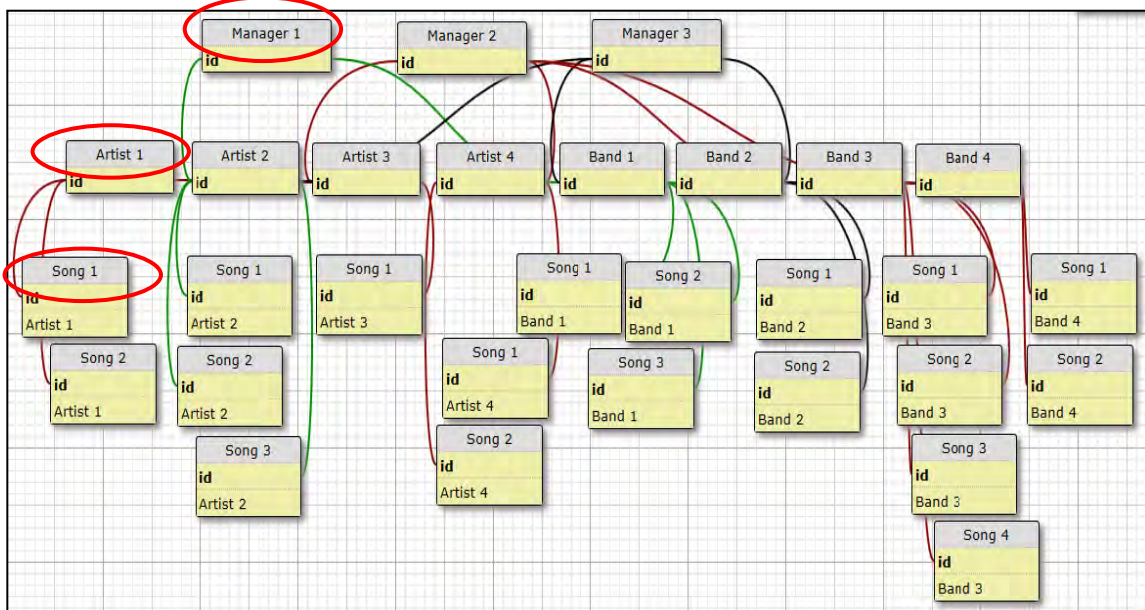 Manager 1
id
Manager 2
id
Manager 3
id
Artist 1
id
Artist 2
id
Artist 3
id
Artist 4
id
Band 1
id
Band 2
id
Band 3
id
Band 4
id
Song 1
id
Artist 1
Song 1
id
Artist 2
Song 1
id
Artist 3
Song 1
id
Band 1
Song 2
id
Band 1
Song 1
id
Band 2
Song 1
id
Band 3
Song 1
id
Band 4
Song 2
id
Artist 1
Song 2
id
Artist 2
Song 1
id
Artist 4
Song 3
id
Band 1
Song 2
id
Band 2
Song 2
id
Band 3
Song 2
id
Band 4
Song 3
id
Artist 2
Song 2
id
Artist 4
Song 3
id
Band 3
Song 4
id
Band 3